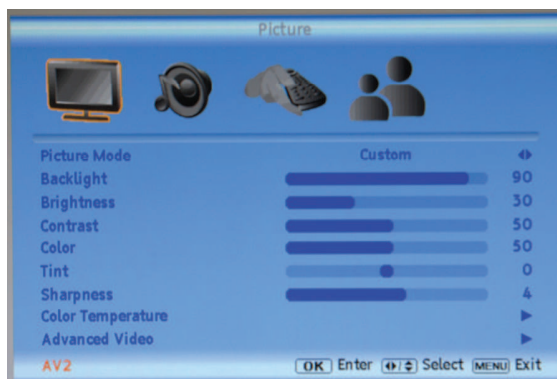 Picture
Picture Mode Custom
Backlight 90
Brightness 30
Contrast 50
Color 50
Tint 0
Sharpness 4
Color Temperature
Advanced Video
AV2 OK Enter Select MENU Exit